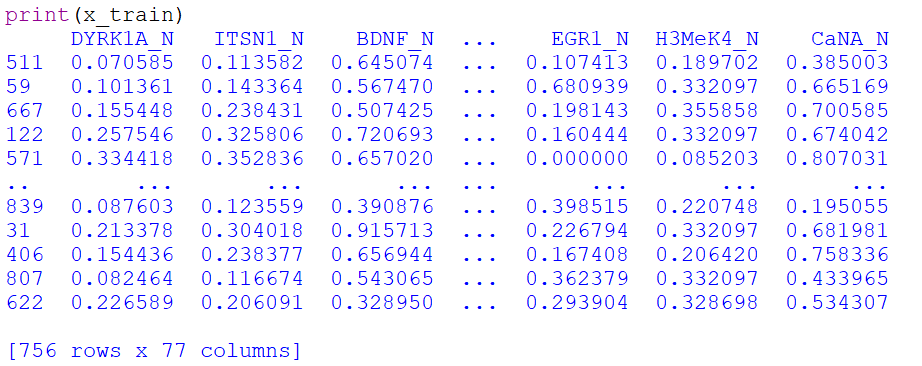 print(x_train)
DYRK1A_N ITSN1_N BDNF_N ... EGR1_N H3MeK4_N CaNA_N
511 0.070585 0.113582 0.645074 ... 0.107413 0.189702 0.385003
59 0.101361 0.143364 0.567470 ... 0.680939 0.332097 0.665169
667 0.155448 0.238431 0.507425 ... 0.198143 0.355858 0.700585
122 0.257546 0.325806 0.720693 ... 0.160444 0.332097 0.674042
571 0.334418 0.352836 0.657020 ... 0.000000 0.085203 0.807031
.. ... ... ... ... ... ... ...
839 0.087603 0.123559 0.390876 ... 0.398515 0.220748 0.195055
31 0.213378 0.304018 0.915713 ... 0.226794 0.332097 0.681981
406 0.154436 0.238377 0.656944 ... 0.167408 0.206420 0.758336
807 0.082464 0.116674 0.543065 ... 0.362379 0.332097 0.433965
622 0.226589 0.206091 0.328950 ... 0.293904 0.328698 0.534307
[756 rows x 77 columns]